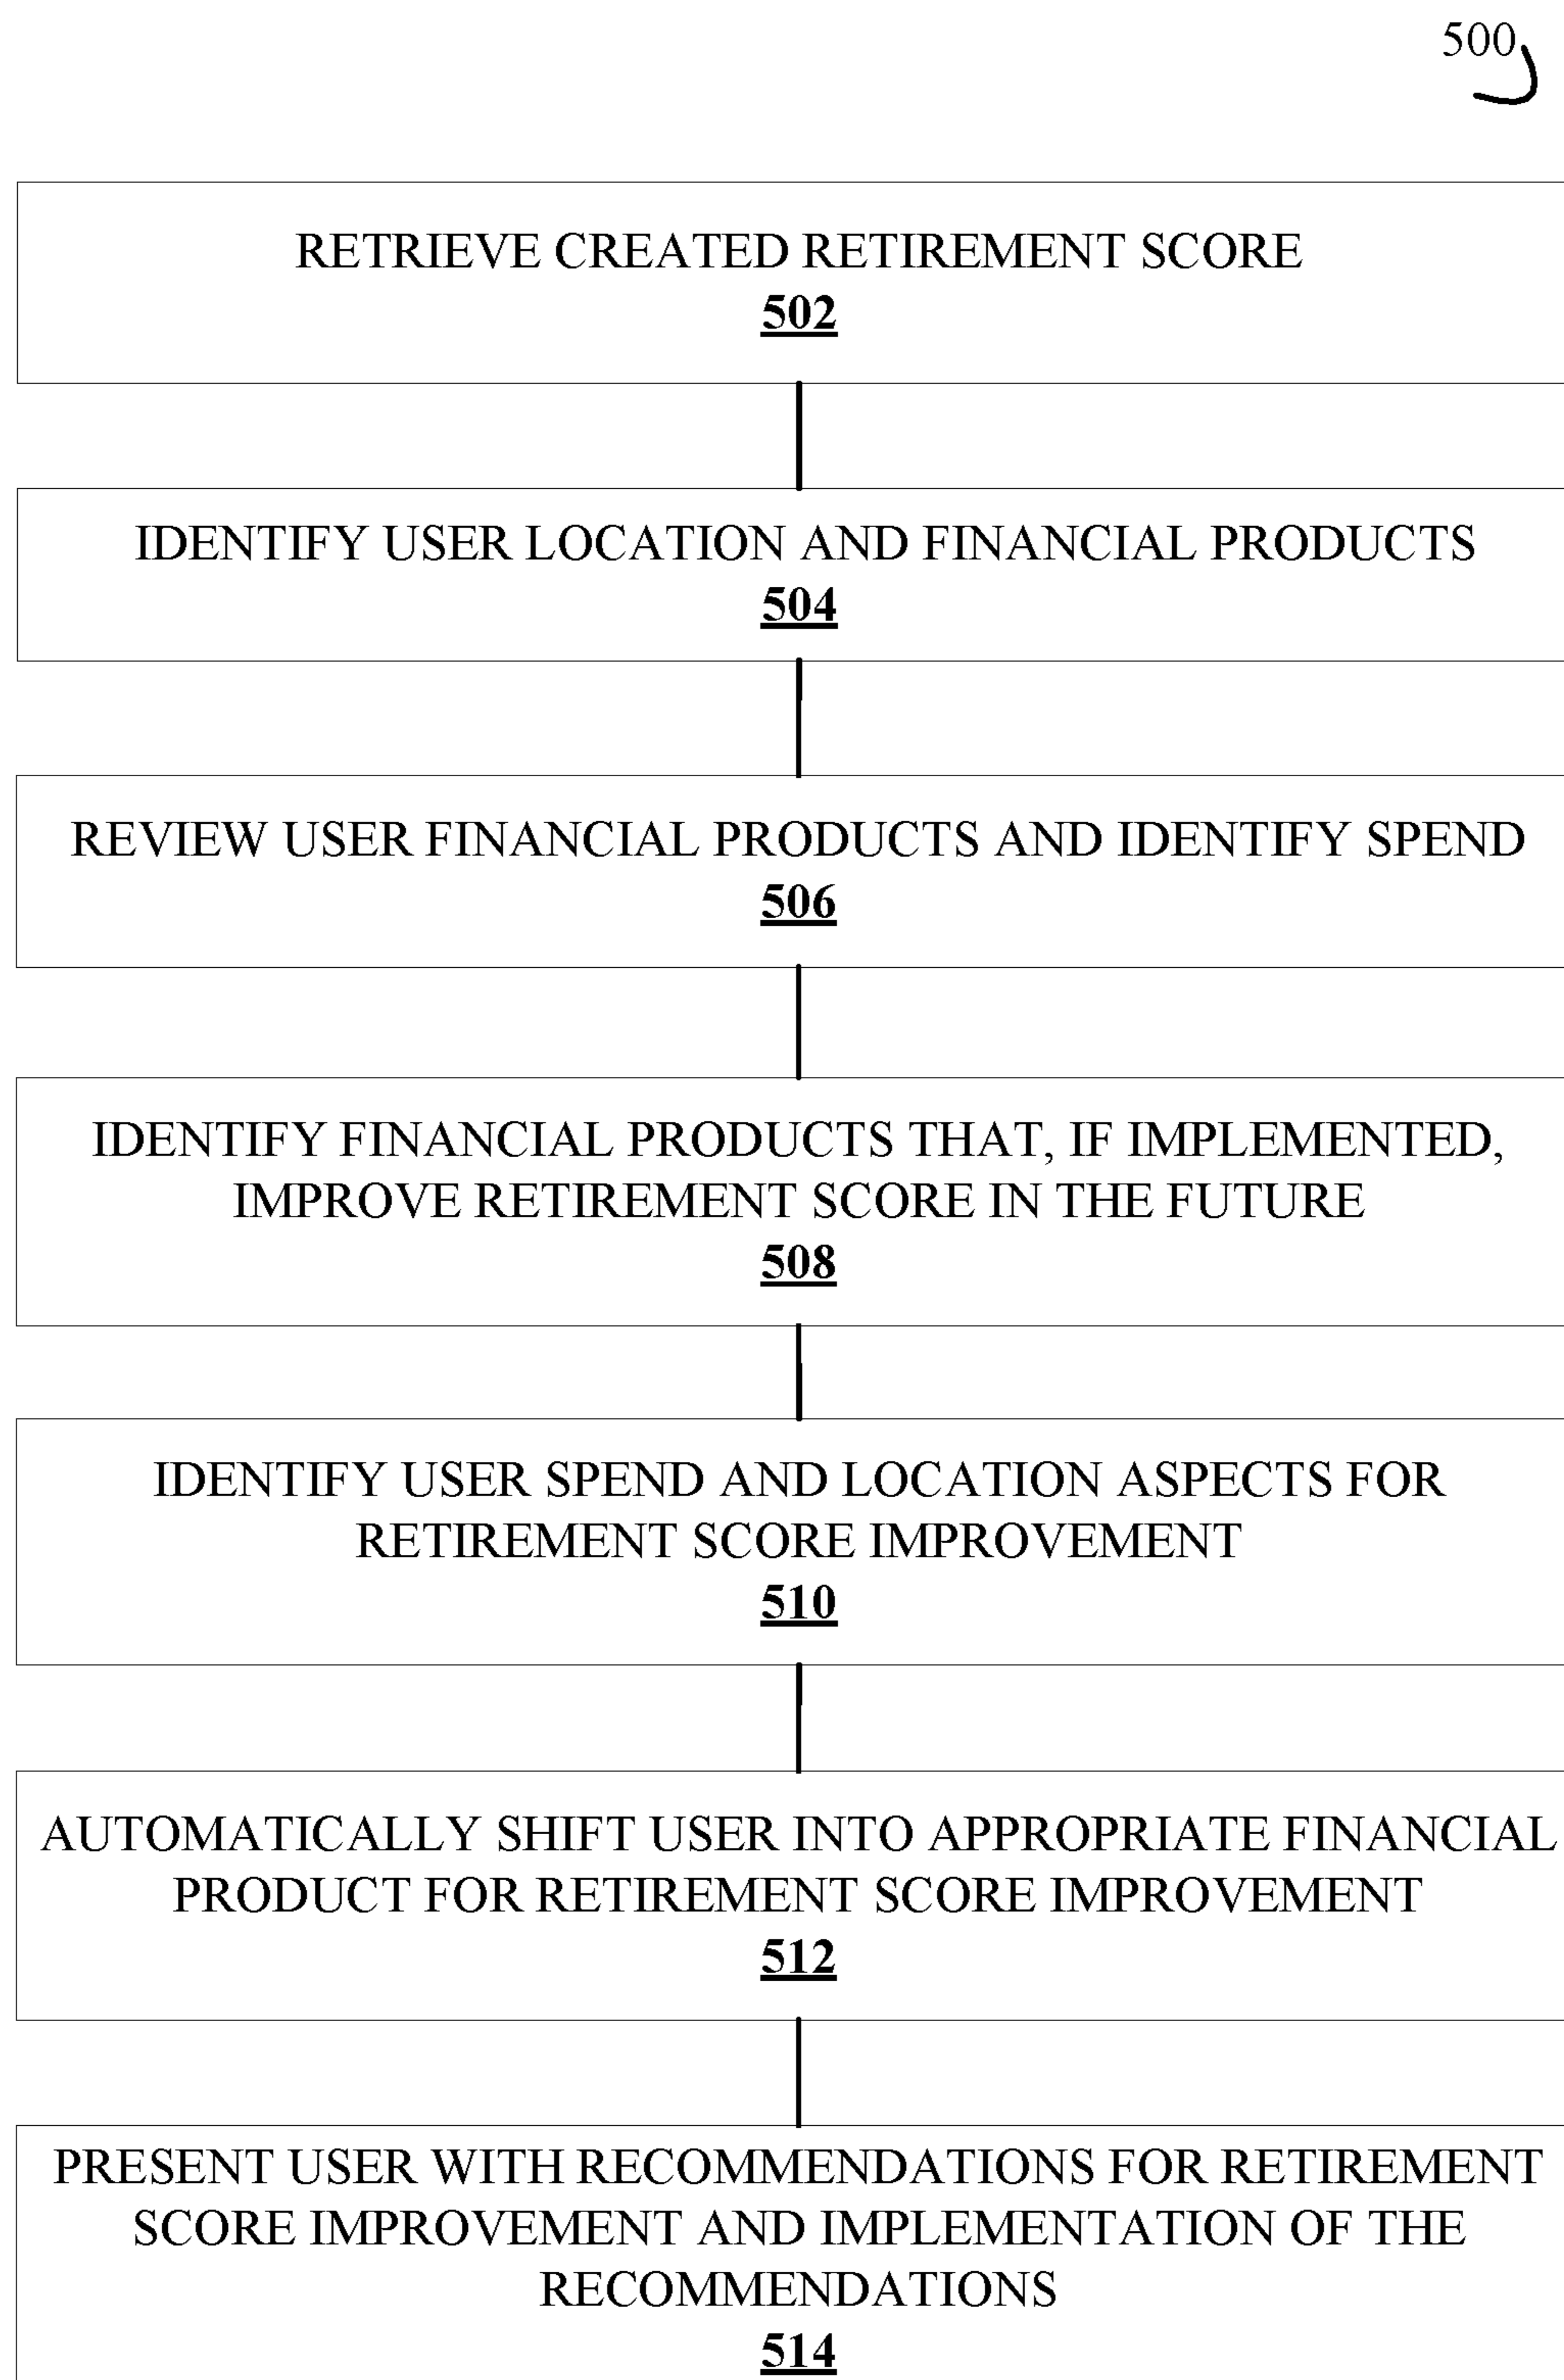 500
RETRIEVE CREATED RETIREMENT SCORE
502
IDENTIFY USER LOCATION AND FINANCIAL PRODUCTS
504
REVIEW USER FINANCIAL PRODUCTS AND IDENTIFY SPEND
506
IDENTIFY FINANCIAL PRODUCTS THAT, IF IMPLEMENTED,
IMPROVE RETIREMENT SCORE IN THE FUTURE
508
IDENTIFY USER SPEND AND LOCATION ASPECTS FOR
RETIREMENT SCORE IMPROVEMENT
510
AUTOMATICALLY SHIFT USER INTO APPROPRIATE FINANCIAL
PRODUCT FOR RETIREMENT SCORE IMPROVEMENT
512
PRESENT USER WITH RECOMMENDATIONS FOR RETIREMENT
SCORE IMPROVEMENT AND IMPLEMENTATION OF THE
RECOMMENDATIONS
514